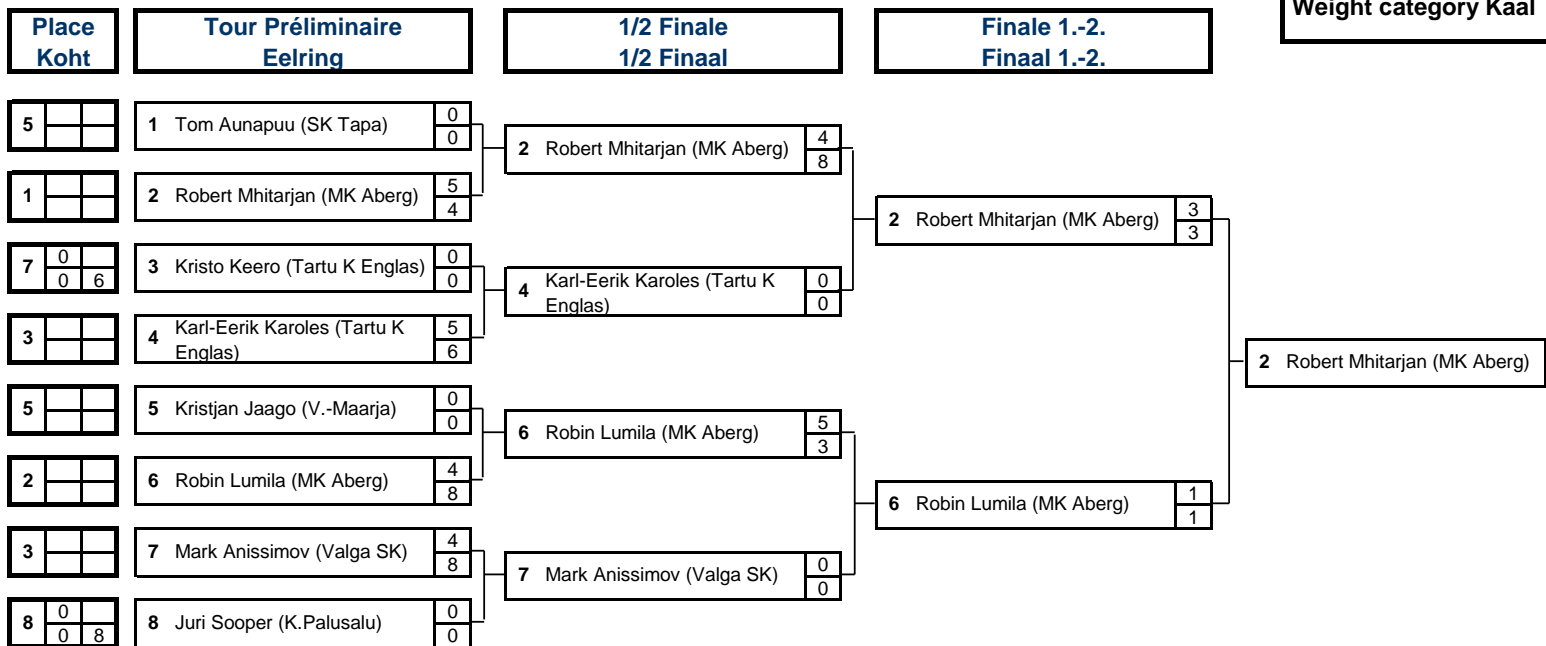 Weight category Kaal
Place
Koht
Tour Préliminaire
Eelring
1/2 Finale
1/2 Finaal
Finale 1.-2.
Finaal 1.-2.
5
1 Tom Aunapuu (SK Tapa) 0
0
2 Robert Mhitarjan (MK Aberg) 4
8
1
2 Robert Mhitarjan (MK Aberg) 5
4
2 Robert Mhitarjan (MK Aberg) 3
3
7 0
0 6
3 Kristo Keero (Tartu K Englas) 0
0
4 Karl-Eerik Karoles (Tartu K
Englas)
0
0
3
4 Karl-Eerik Karoles (Tartu K
Englas)
5
6
2 Robert Mhitarjan (MK Aberg)
5
5 Kristjan Jaago (V.-Maarja) 0
0
6 Robin Lumila (MK Aberg) 5
3
2
6 Robin Lumila (MK Aberg) 4
8
6 Robin Lumila (MK Aberg) 1
1
3
7 Mark Anissimov (Valga SK) 4
8
7 Mark Anissimov (Valga SK) 0
0
8 0
0 8
8 Juri Sooper (K.Palusalu) 0
0